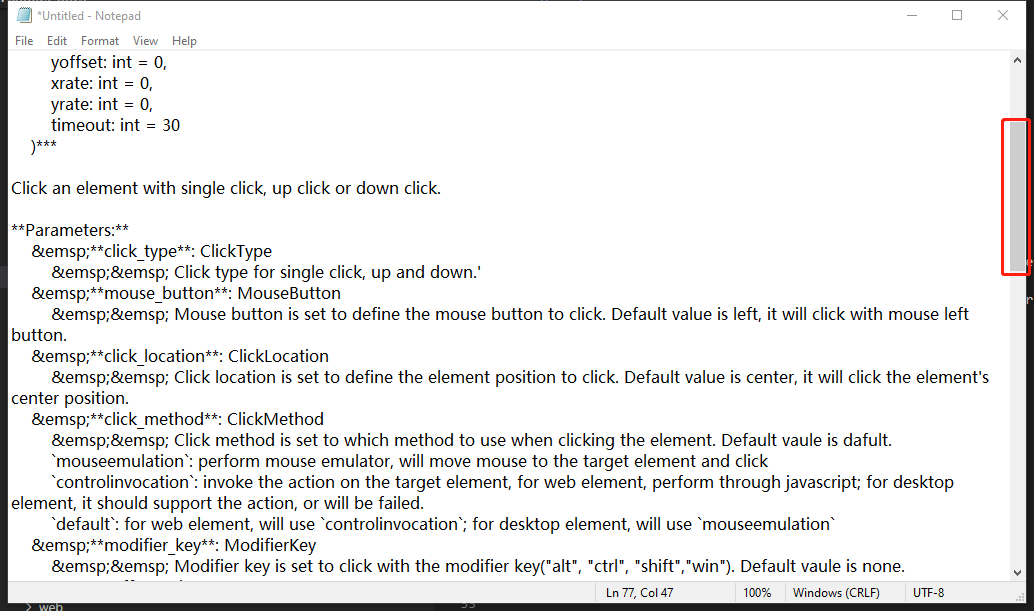 *Untitled - Notepad
File Edit Format View Help
yoffset: int = 0,
xrate: int = 0,
yrate: int = 0,
timeout: int = 30
)***
Click an element with single click, up click or down click.
**Parameters:**
&emsp;**click_type**: ClickType
&emsp;&emsp; Click type for single click, up and down.'
&emsp;**mouse_button**: MouseButton
&emsp;&emsp; Mouse button is set to define the mouse button to click. Default value is left, it will click with mouse left
button.
&emsp;**click_location**: ClickLocation
&emsp;&emsp; Click location is set to define the element position to click. Default value is center, it will click the element's
center position.
&emsp;**click_method**: ClickMethod
&emsp;&emsp; Click method is set to which method to use when clicking the element. Default vaule is dafult.
`mouseemulation`: perform mouse emulator, will move mouse to the target element and click
`controlinvocation`: invoke the action on the target element, for web element, perform through javascript; for desktop
element, it should support the action, or will be failed.
`default`: for web element, will use `controlinvocation`; for desktop element, will use `mouseemulation`
&emsp;**modifier_key**: ModifierKey
&emsp;&emsp; Modifier key is set to click with the modifier key("alt", "ctrl", "shift","win"). Default vaule is none.
Ln 77, Col 47 100% Windows (CRLF) UTF-8
> web